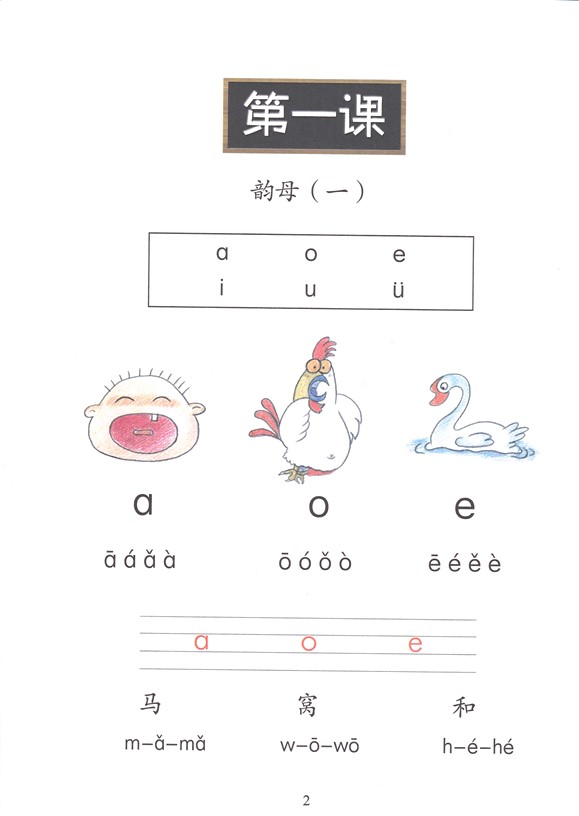 第一课
韵母（一）
a o e
i u ü
a o e
ā á ǎ à ō ó ǒ ò ē é ě è
a o e
马 窝 和
m–ǎ–mǎ w–ō–wō h–é–hé
2